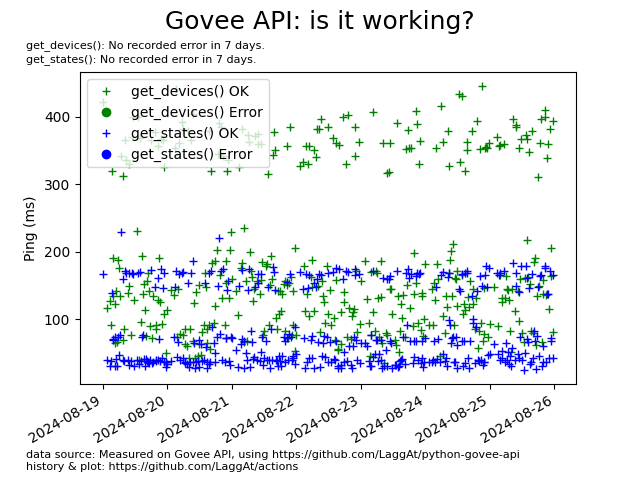 Govee API: is it working?
get_devices(): No recorded error in 7 days.
get_states(): No recorded error in 7 days.
get_devices() OK
get_devices() Error
get_states() OK
get_states() Error
Ping (ms)
400
300
200
100
2024-08-19
2024-08-20
2024-08-21
2024-08-22
2024-08-23
2024-08-24
2024-08-25
2024-08-26
data source: Measured on Govee API, using https://github.com/LaggAt/python-govee-api
history & plot: https://github.com/LaggAt/actions